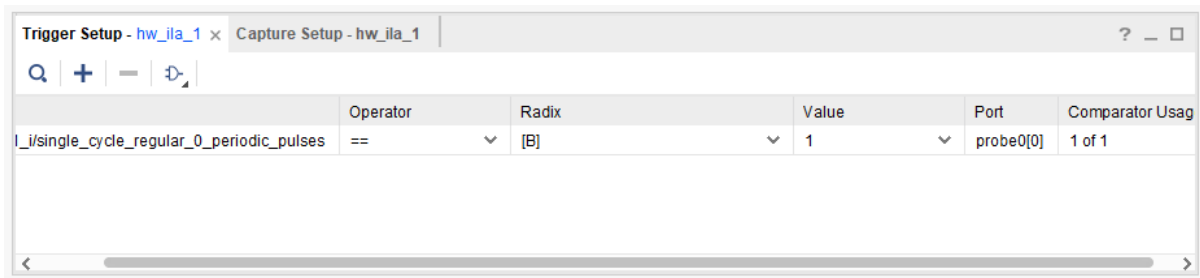 Trigger Setup - hw_ila_1 × Capture Setup - hw_ila_1 ? _ □
Operator Radix Value Port Comparator Usag
l_i/single_cycle_regular_0_periodic_pulses == [B] 1 probe0[0] 1 of 1